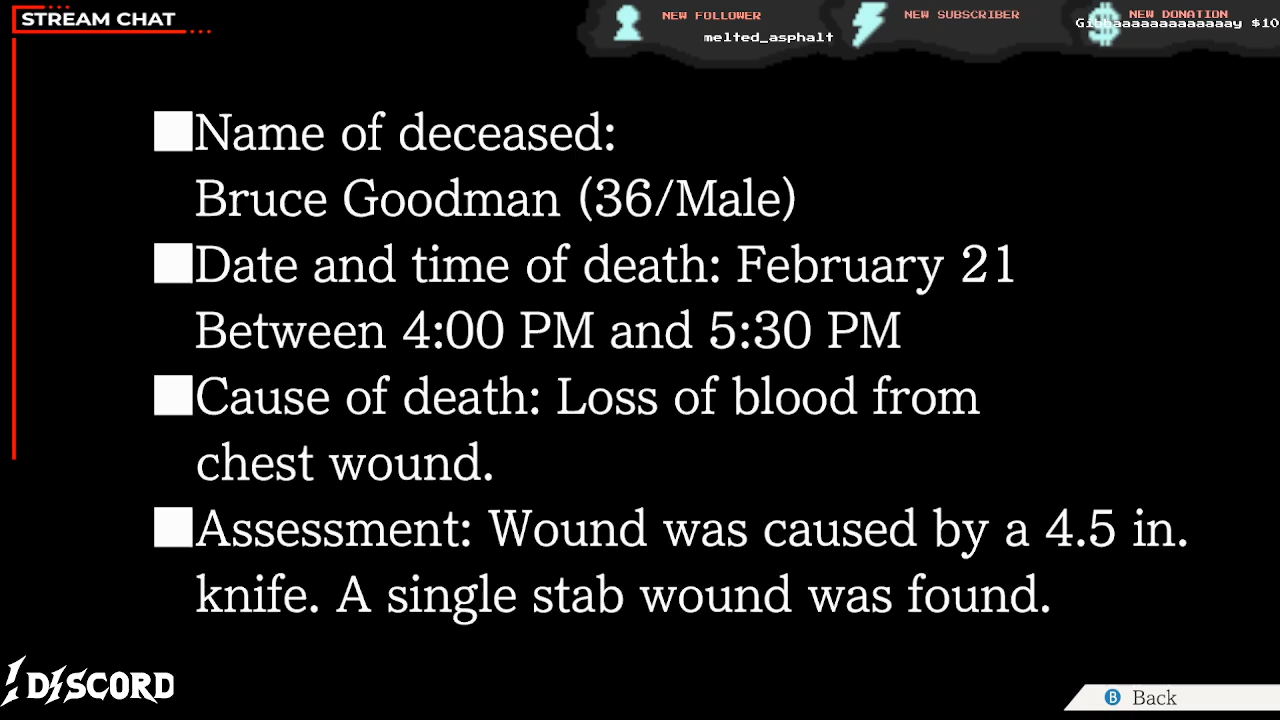 STREAM CHAT
NEW FOLLOWER
melted_asphalt
NEW SUBSCRIBER
NEW DONATION
$10
Name of deceased:
Bruce Goodman (36/Male)
Date and time of death: February 21
Between 4:00 PM and 5:30 PM
Cause of death: Loss of blood from
chest wound.
Assessment: Wound was caused by a 4.5 in.
knife. A single stab wound was found.
!DISCORD
B Back